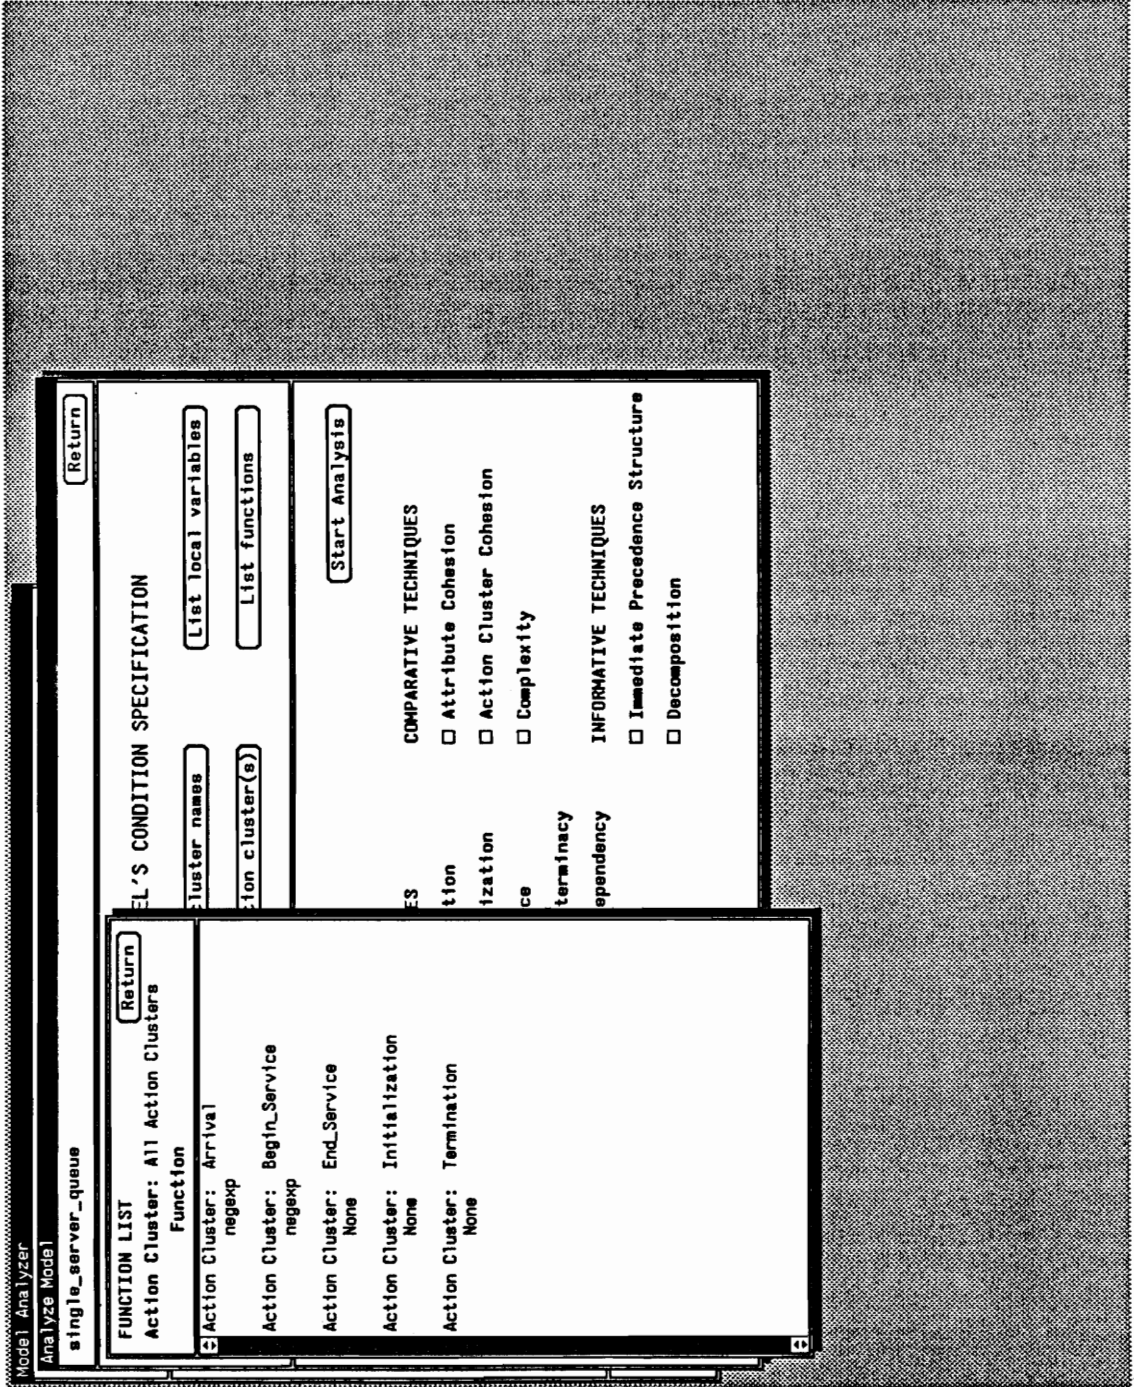 Model Analyzer
Analyze Model
single_server_queue
Return
EL'S CONDITION SPECIFICATION
luster names
List local variables
tion cluster(s)
List functions
Start Analysis
ES
COMPARATIVE TECHNIQUES
tion
□ Attribute Cohesion
ization
□ Action Cluster Cohesion
ce
□ Complexity
terminacy
ependency
INFORMATIVE TECHNIQUES
□ Immediate Precedence Structure
□ Decomposition
FUNCTION LIST
Return
Action Cluster: All Action Clusters
Function
Action Cluster: Arrival
negexp
Action Cluster: Begin_Service
negexp
Action Cluster: End_Service
None
Action Cluster: Initialization
None
Action Cluster: Termination
None